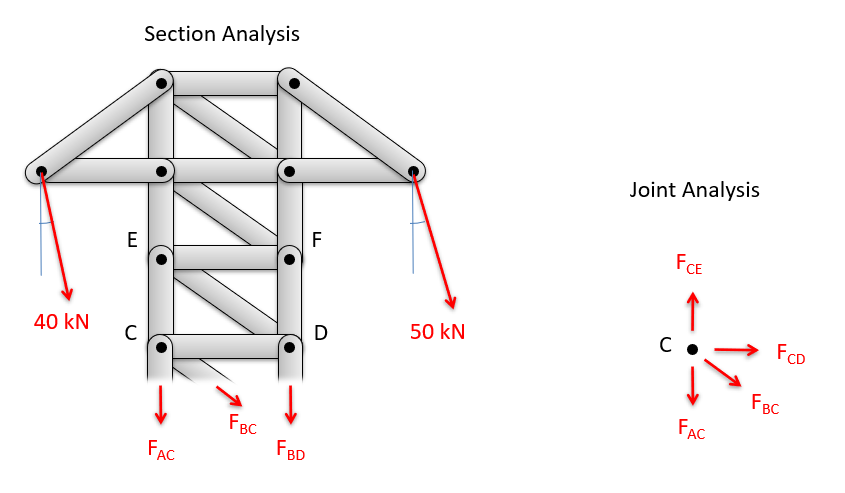 Section Analysis
Joint Analysis
E
F
F_CE
40 kN
50 kN
C
D
C
F_CD
F_BC
F_AC
F_BC
F_AC
F_BD